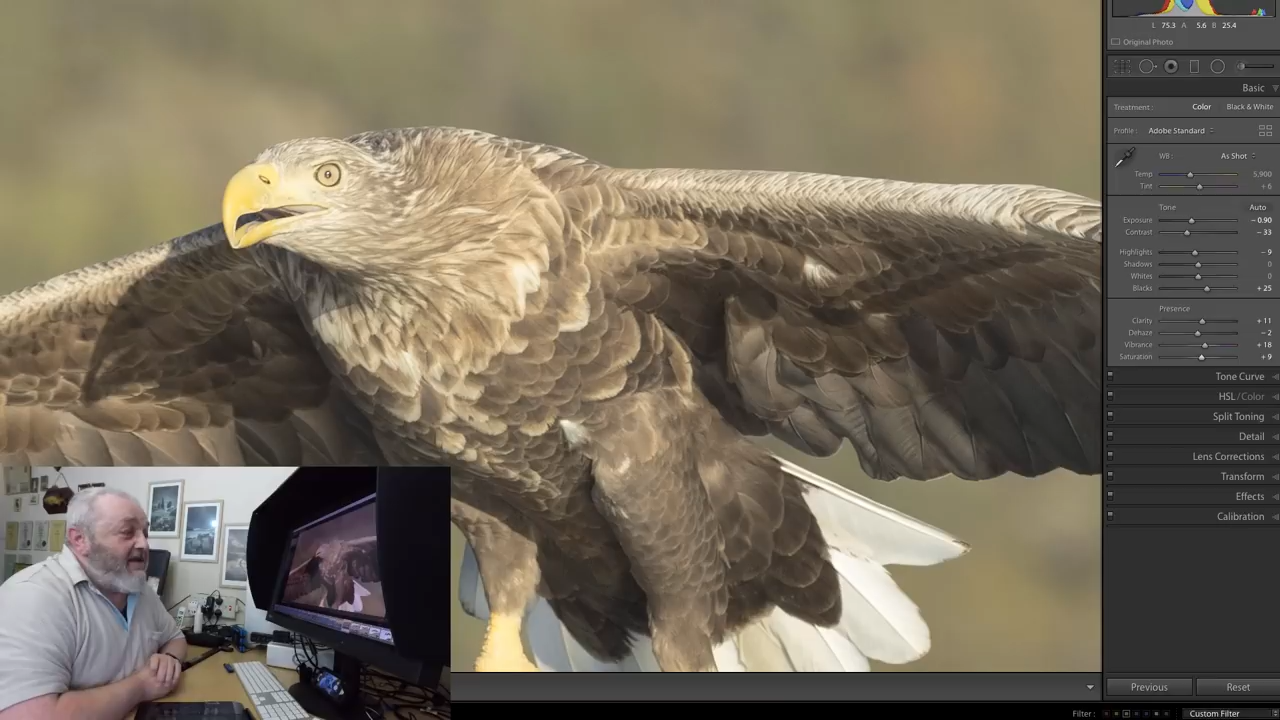 L 75.3 A 5.6 B 25.4
Original Photo
Basic
Treatment : Color Black & White
Profile : Adobe Standard
WB : As Shot
Temp 5,900
Tint + 6
Tone Auto
Exposure − 0.90
Contrast − 33
Highlights − 9
Shadows 0
Whites 0
Blacks + 25
Presence
Clarity + 11
Dehaze − 2
Vibrance + 18
Saturation + 9
Tone Curve
HSL / Color
Split Toning
Detail
Lens Corrections
Transform
Effects
Calibration
Previous Reset
Filter : Custom Filter